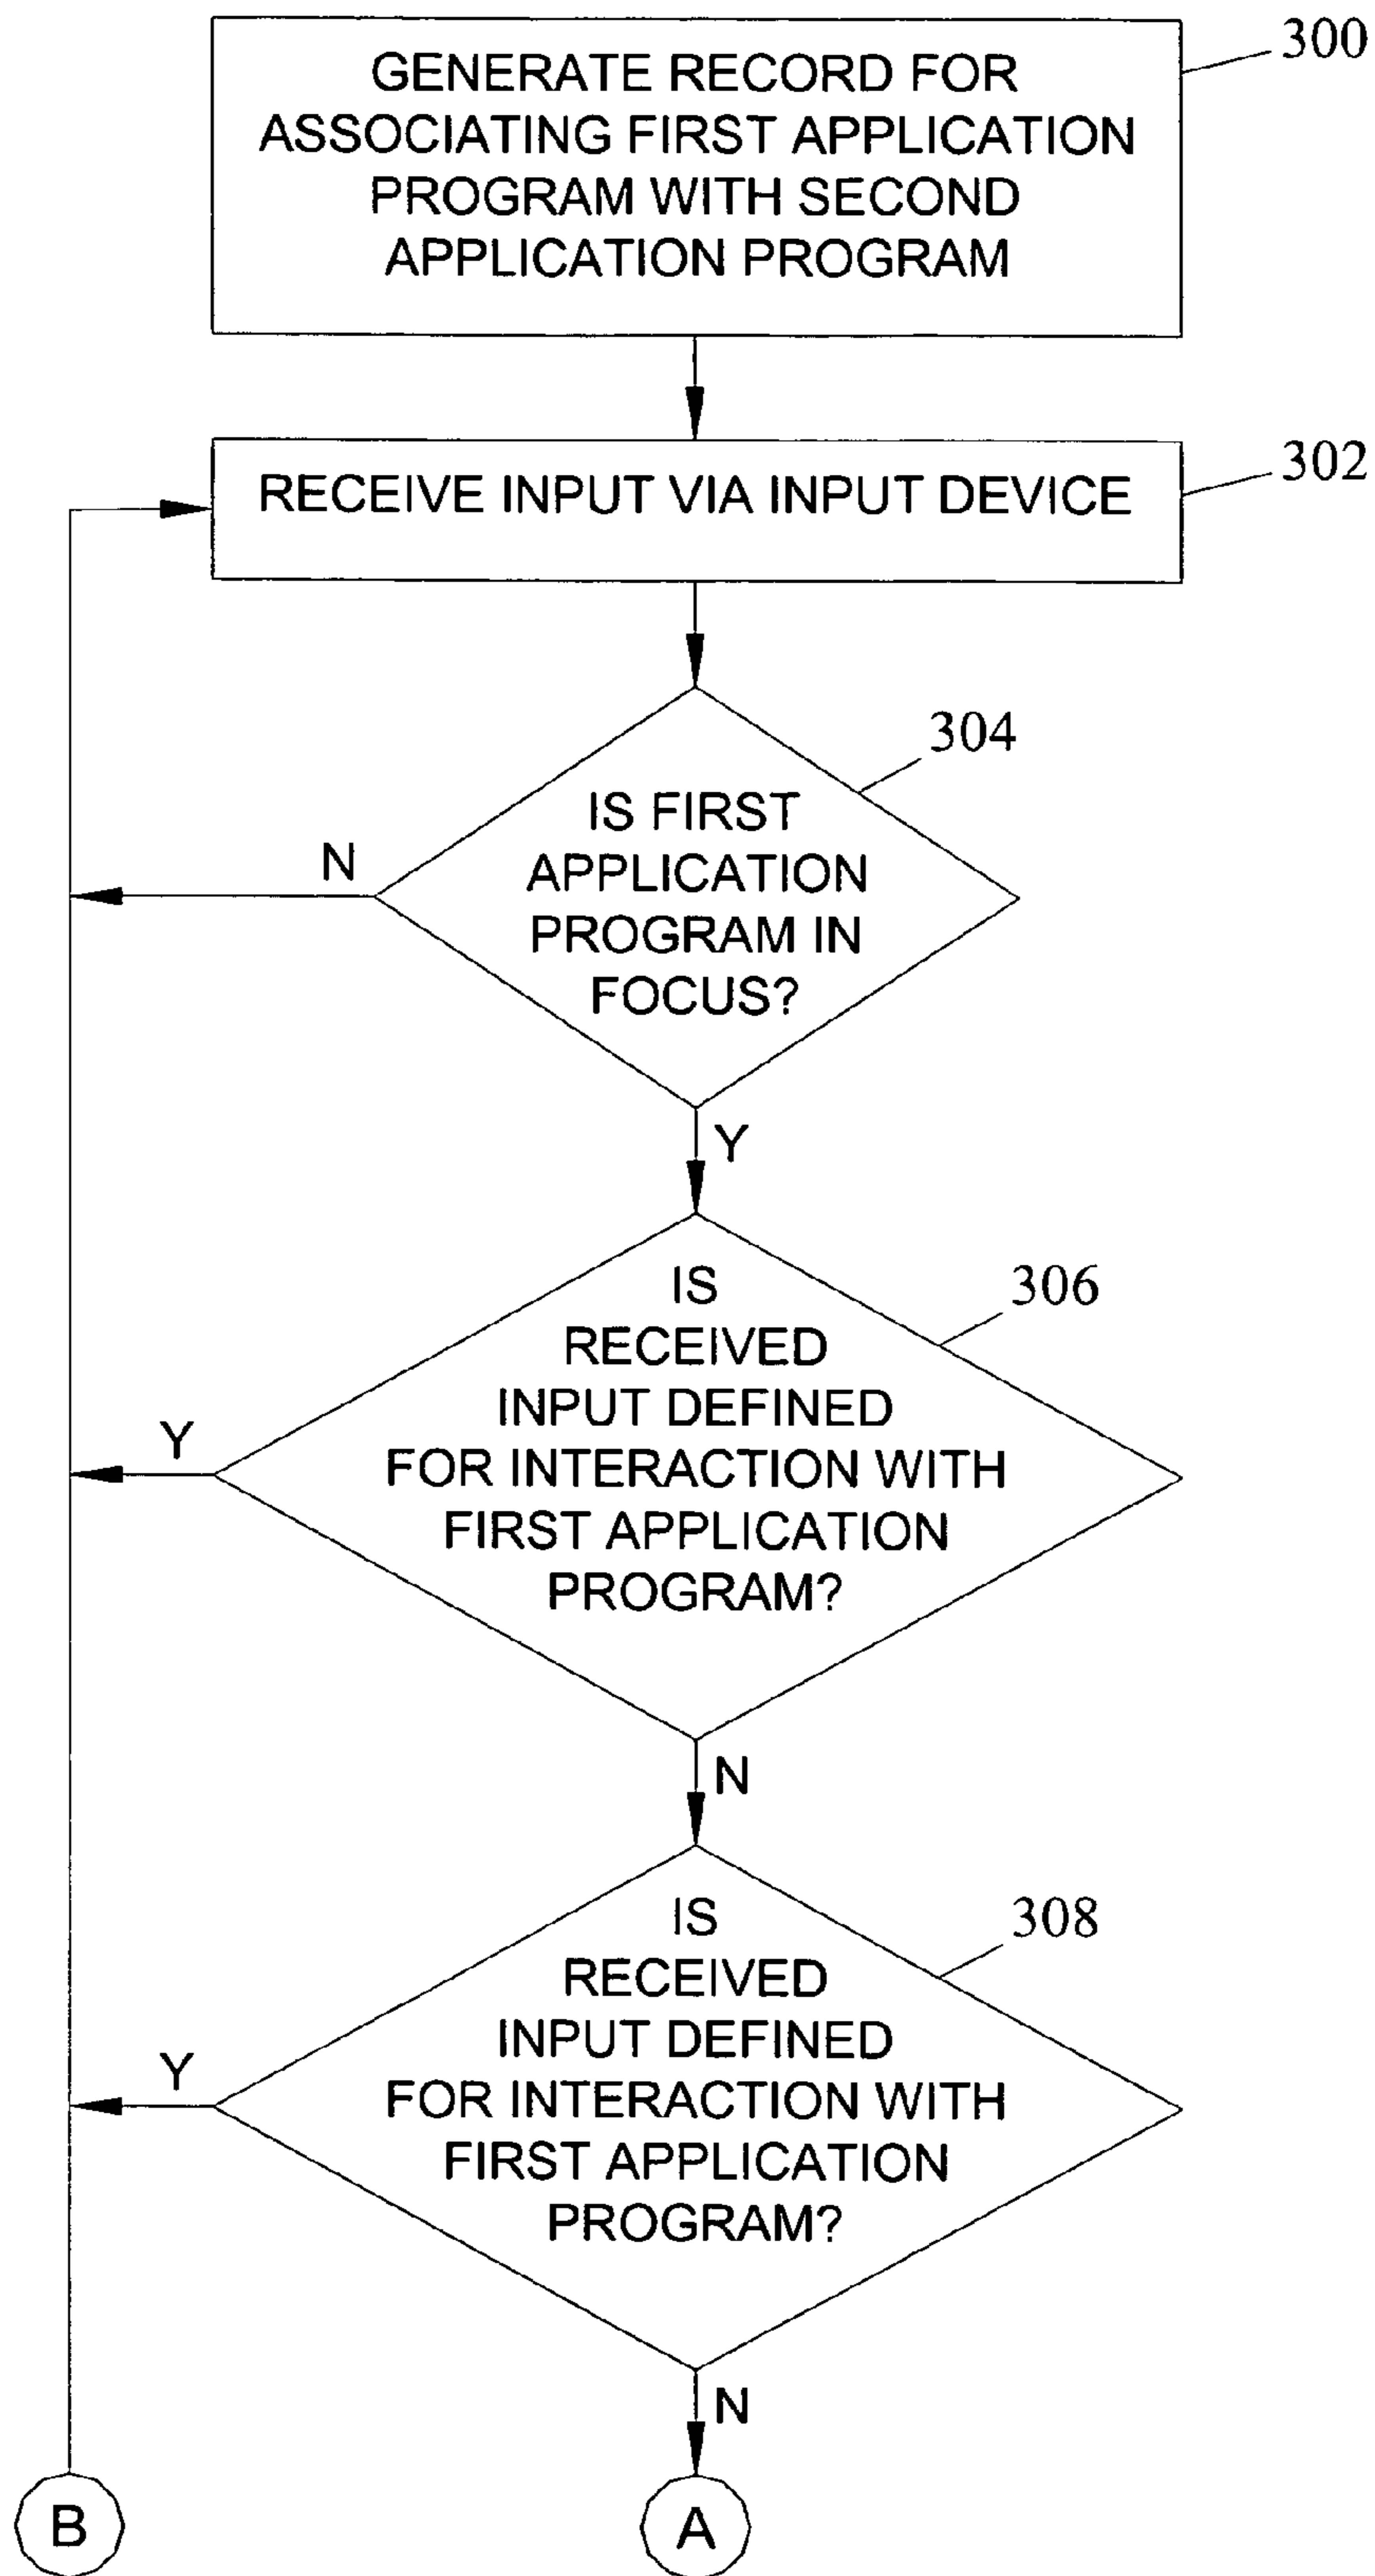 GENERATE RECORD FOR
ASSOCIATING FIRST APPLICATION
PROGRAM WITH SECOND
APPLICATION PROGRAM
300
RECEIVE INPUT VIA INPUT DEVICE
302
304
IS FIRST
APPLICATION
PROGRAM IN
FOCUS?
N
Y
306
IS
RECEIVED
INPUT DEFINED
FOR INTERACTION WITH
FIRST APPLICATION
PROGRAM?
Y
N
308
IS
RECEIVED
INPUT DEFINED
FOR INTERACTION WITH
FIRST APPLICATION
PROGRAM?
Y
N
B
A